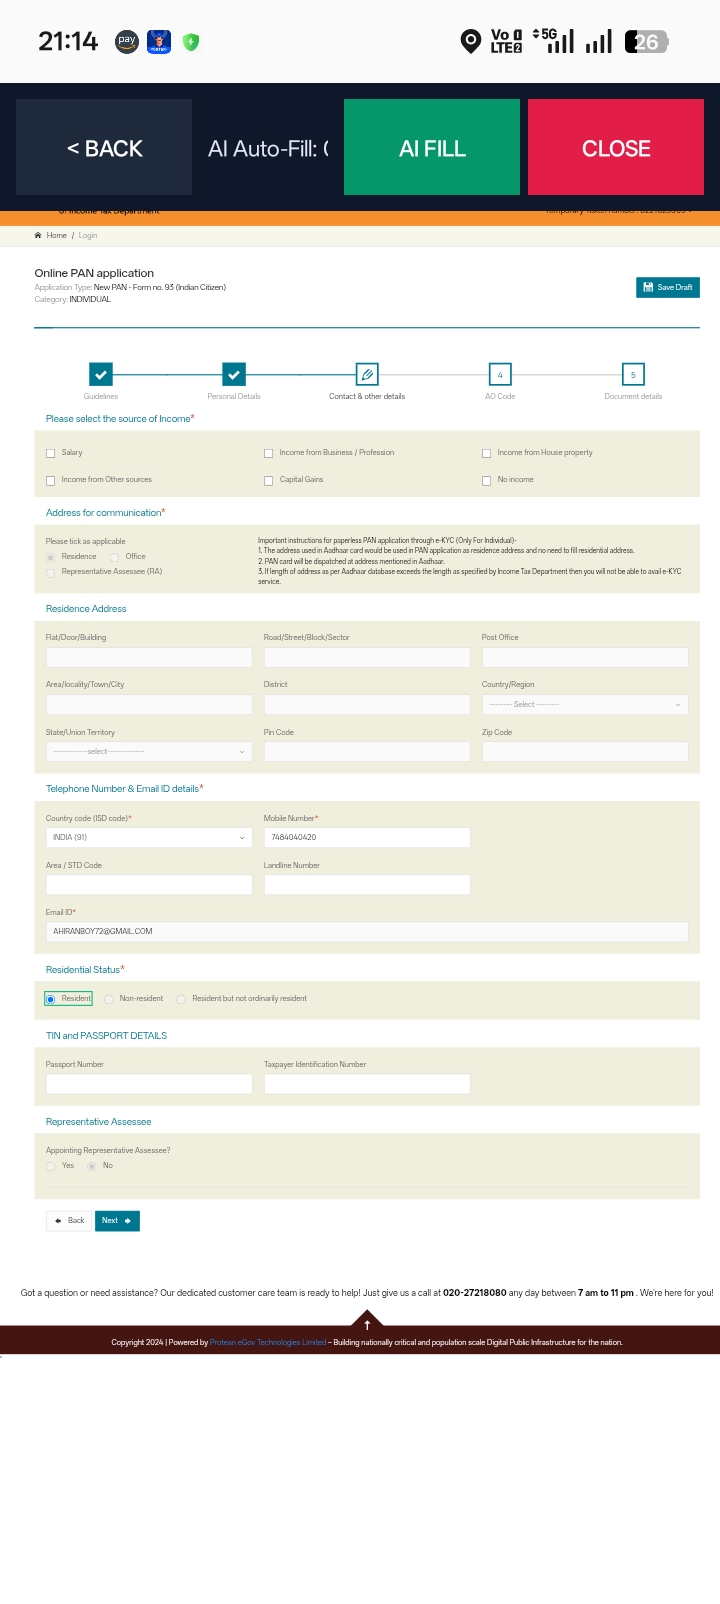 21:14
pay
PORTER
Vo 1
LTE2
5G
26
< BACK
AI Auto-Fill:
AI FILL
CLOSE
of Income Tax Department
Home / Login
Online PAN application
Application Type: New PAN - Form no. 93 (Indian Citizen)
Category: INDIVIDUAL
Save Draft
4
5
Guidelines
Personal Details
Contact & other details
AO Code
Document details
Please select the source of Income*
Salary
Income from Business / Profession
Income from House property
Income from Other sources
Capital Gains
No income
Address for communication*
Please tick as applicable
Residence
Office
Representative Assessee (RA)
Important instructions for paperless PAN application through e-KYC (Only For Individual)-
1. The address used in Aadhaar card would be used in PAN application as residence address and no need to fill residential address.
2. PAN card will be dispatched at address mentioned in Aadhaar.
3. If length of address as per Aadhaar database exceeds the length as specified by Income Tax Department then you will not be able to avail e-KYC
service.
Residence Address
Flat/Door/Building
Road/Street/Block/Sector
Post Office
Area/locality/Town/City
District
Country/Region
-------- Select --------
State/Union Territory
Pin Code
Zip Code
------------select-------------
Telephone Number & Email ID details*
Country code (ISD code)*
Mobile Number*
INDIA (91)
7484040420
Area / STD Code
Landline Number
Email ID*
AHIRANBOY72@GMAIL.COM
Residential Status*
Resident
Non-resident
Resident but not ordinarily resident
TIN and PASSPORT DETAILS
Passport Number
Taxpayer Identification Number
Representative Assessee
Appointing Representative Assessee?
Yes
No
Back
Next
Got a question or need assistance? Our dedicated customer care team is ready to help! Just give us a call at 020-27218080 any day between 7 am to 11 pm . We're here for you!
Copyright 2024 | Powered by Protean eGov Technologies Limited – Building nationally critical and population scale Digital Public Infrastructure for the nation.